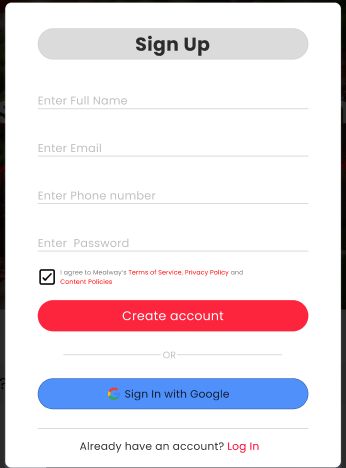 Sign Up
Enter Full Name
Enter Email
Enter Phone number
Enter  Password
I agree to Mealway's Terms of Service, Privacy Policy and
Content Policies
Create account
OR
Sign In with Google
Already have an account? Log In